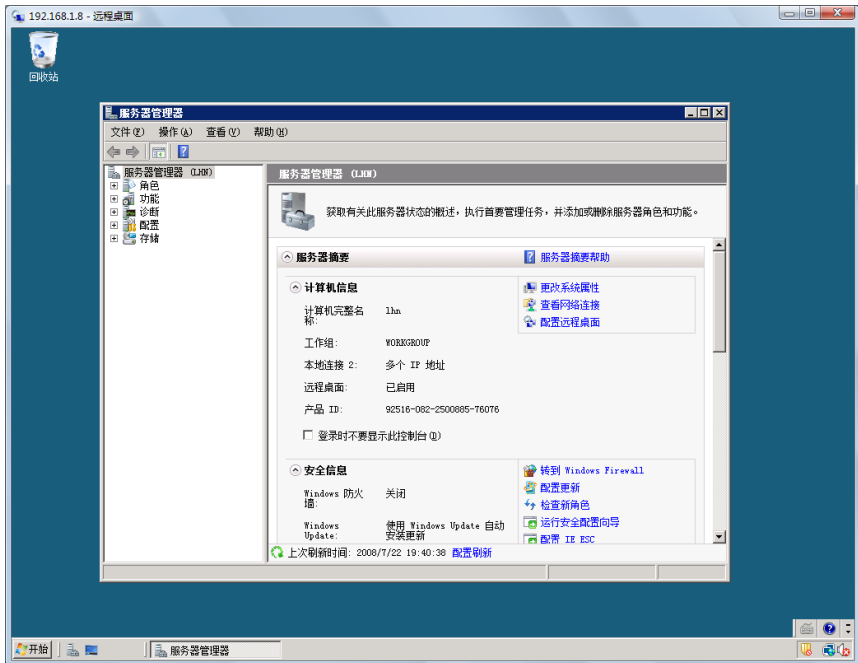 192.168.1.8 - 远程桌面
回收站
服务器管理器
文件(F) 操作(A) 查看(V) 帮助(H)
服务器管理器 (LHN)
角色
功能
诊断
配置
存储
服务器管理器 (LHN)
获取有关此服务器状态的概述，执行首要管理任务，并添加或删除服务器角色和功能。
服务器摘要
服务器摘要帮助
计算机信息
计算机完整名称: lhn
工作组: WORKGROUP
本地连接 2: 多个 IP 地址
远程桌面: 已启用
产品 ID: 92516-082-2500885-76076
登录时不要显示此控制台(D)
更改系统属性
查看网络连接
配置远程桌面
安全信息
Windows 防火墙: 关闭
Windows Update: 使用 Windows Update 自动安装更新
转到 Windows Firewall
配置更新
检查新角色
运行安全配置向导
配置 IE ESC
上次刷新时间: 2008/7/22 19:40:38 配置刷新
开始
服务器管理器